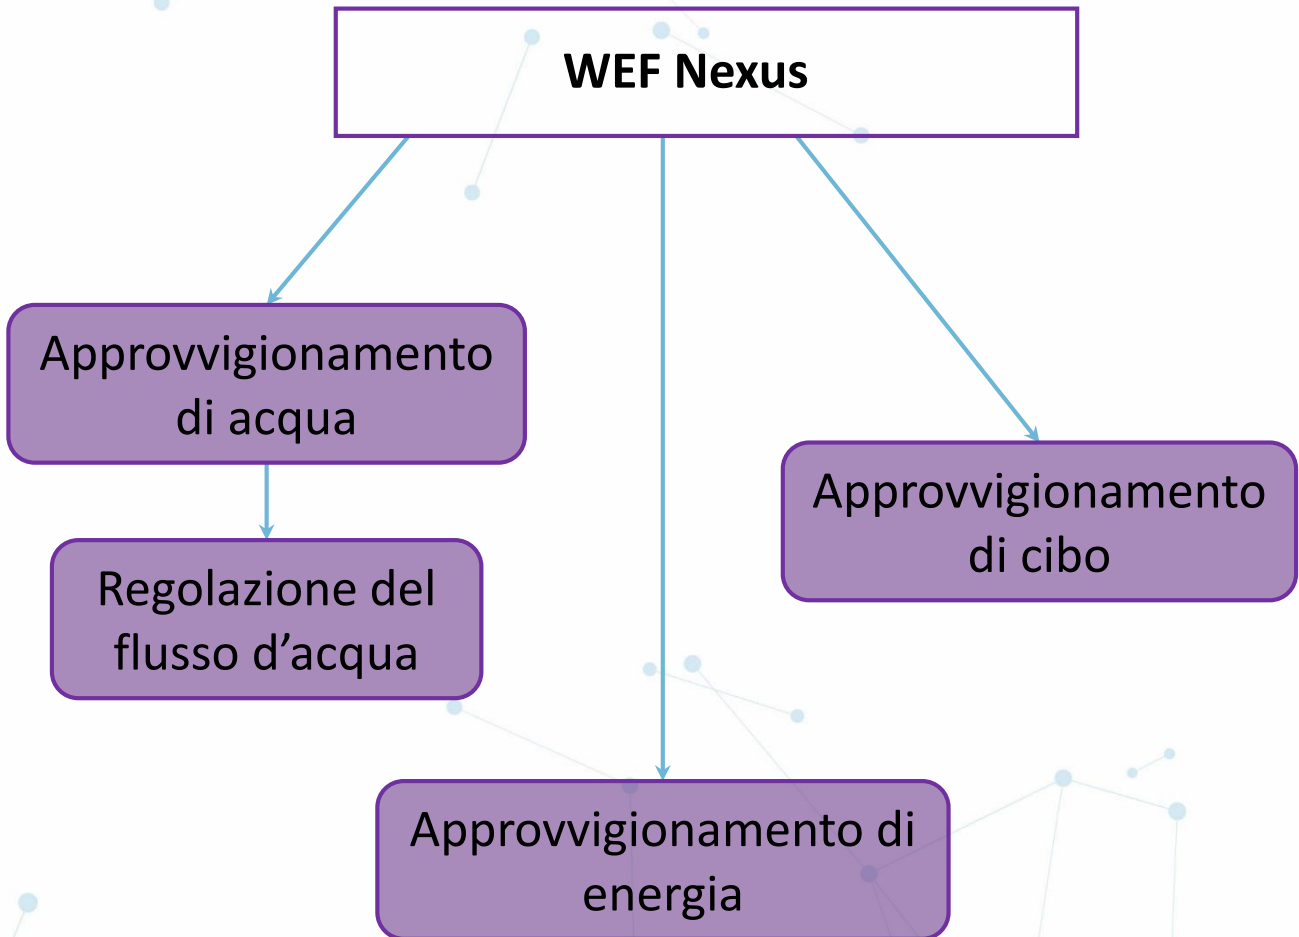 WEF Nexus
Approvvigionamento
di acqua
Approvvigionamento
di cibo
Regolazione del
flusso d’acqua
Approvvigionamento di
energia